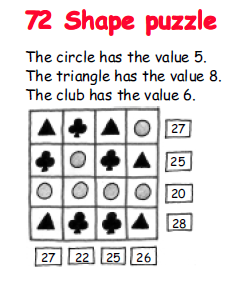 72 Shape puzzle
The circle has the value 5.
The triangle has the value 8.
The club has the value 6.
27
25
20
28
27 22 25 26